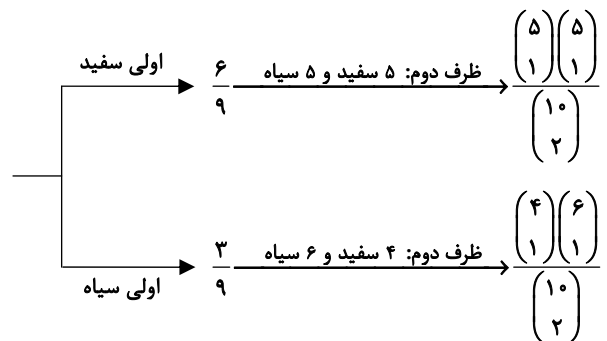 اولی سفید ۶/۹ ظرف دوم: ۵ سفید و ۵ سیاه (۵ ۱)(۵ ۱)/(۱۰ ۲)
اولی سیاه ۳/۹ ظرف دوم: ۴ سفید و ۶ سیاه (۴ ۱)(۶ ۱)/(۱۰ ۲)